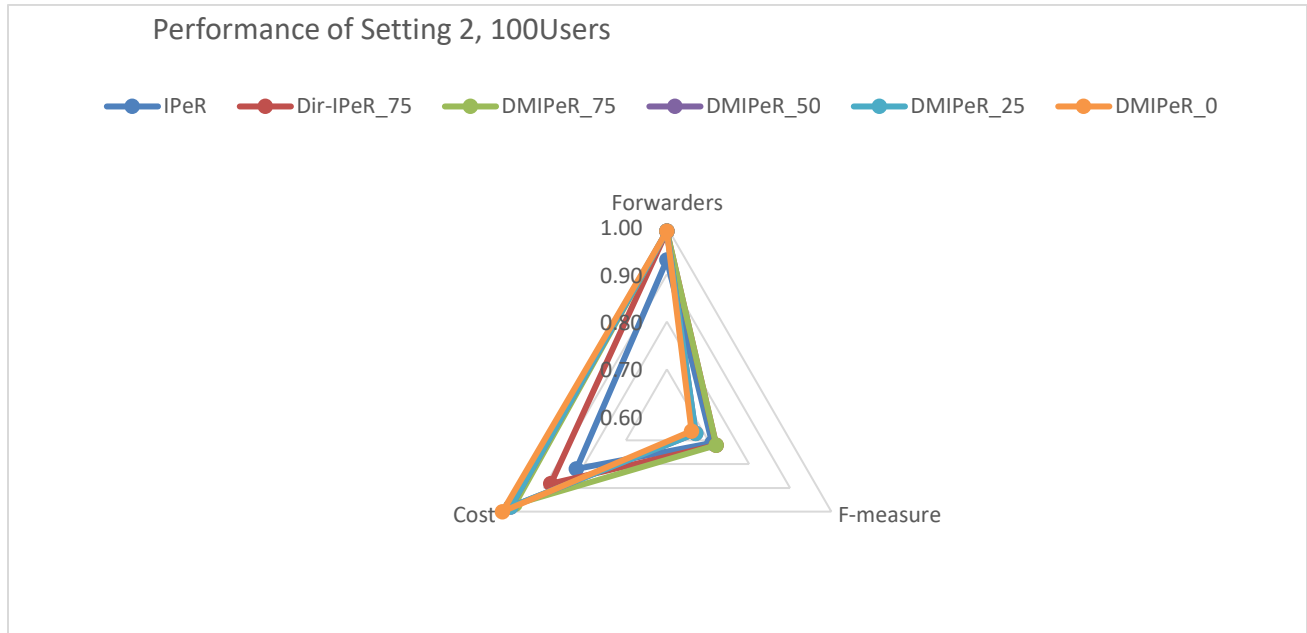 Performance of Setting 2, 100Users
IPeR Dir-IPeR_75 DMIPeR_75 DMIPeR_50 DMIPeR_25 DMIPeR_0
Forwarders
1.00
0.90
0.80
0.70
0.60
Cost F-measure